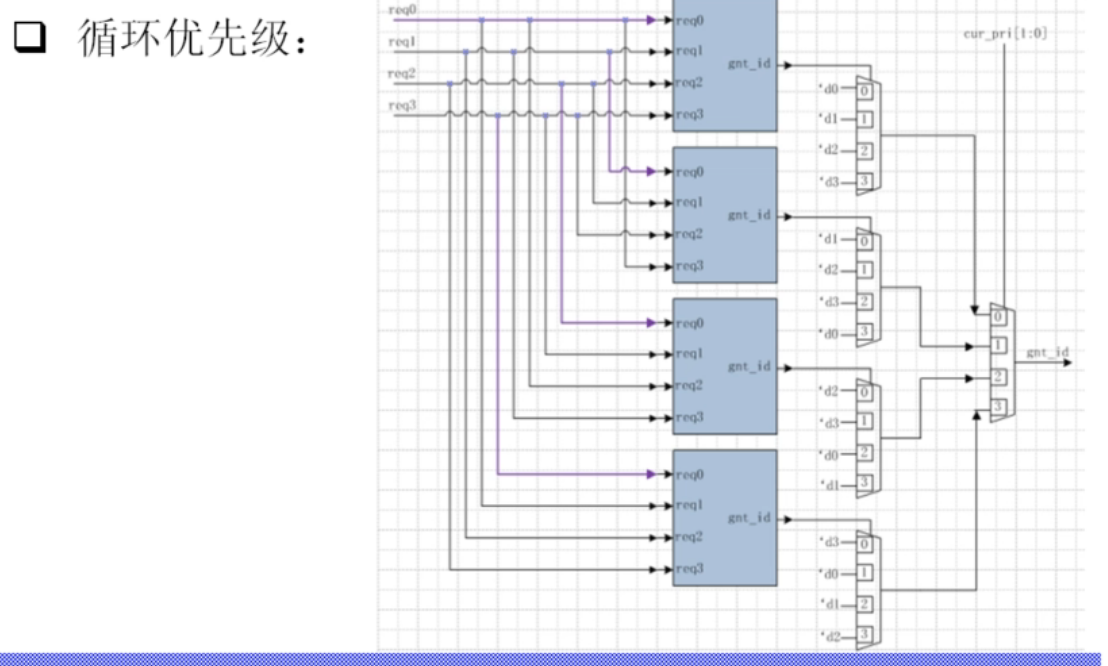 循环优先级：
req0
req1
req2
req3
req0
req1
req2
req3
gnt_id
'd0 0
'd1 1
'd2 2
'd3 3
cur_pri[1:0]
req0
req1
req2
req3
gnt_id
'd1 0
'd2 1
'd3 2
'd0 3
req0
req1
req2
req3
gnt_id
'd2 0
'd3 1
'd0 2
'd1 3
req0
req1
req2
req3
gnt_id
'd3 0
'd0 1
'd1 2
'd2 3
0
1
2
3
gnt_id